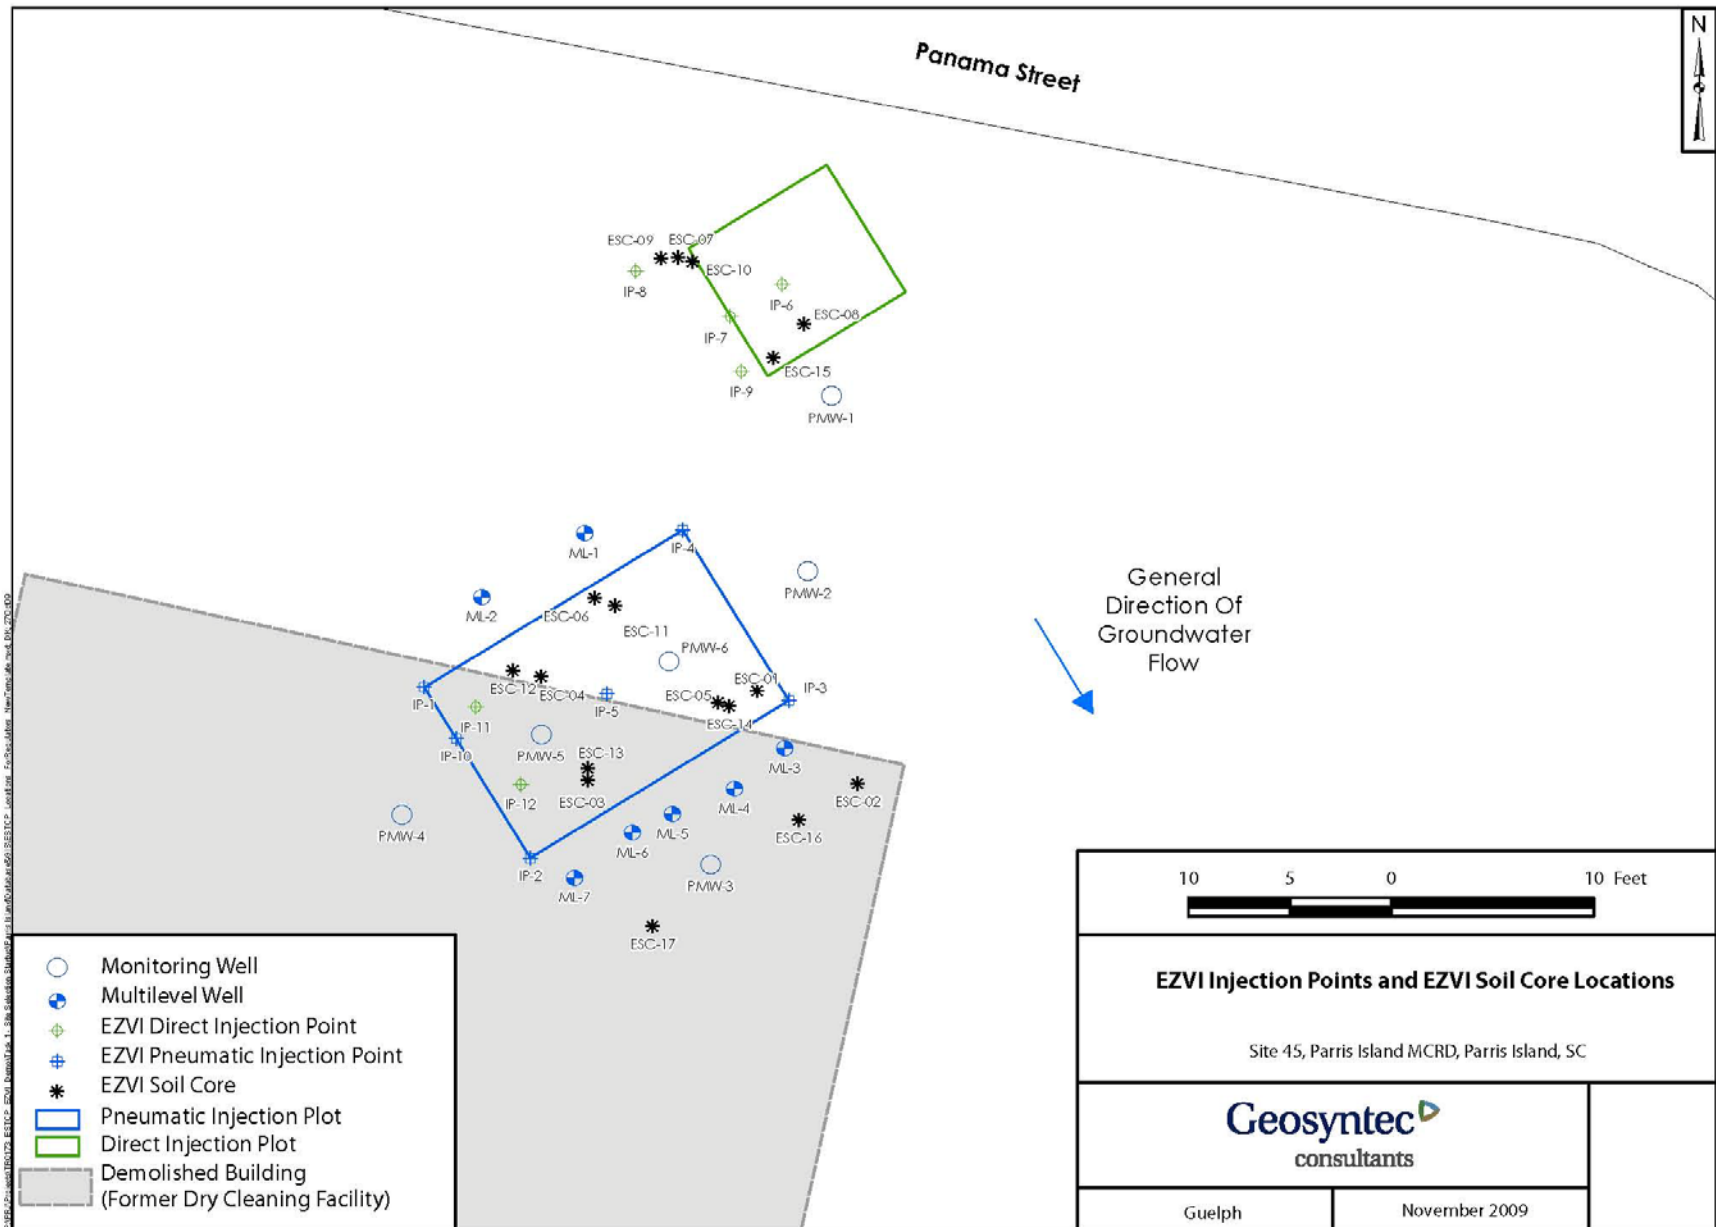 Panama Street
N
ESC-09
ESC-07
ESC-10
IP-8
IP-6
ESC-08
IP-7
ESC-15
IP-9
PMW-1
ML-1
IP-4
ML-2
PMW-2
ESC-06
ESC-11
PMW-6
General
Direction Of
Groundwater
Flow
ESC-12
ESC-04
ESC-05
ESC-01
IP-3
IP-1
IP-11
IP-5
ESC-14
IP-10
PMW-5
ESC-13
ML-3
IP-12
ESC-03
ML-4
ESC-02
PMW-4
ML-5
ESC-16
ML-6
IP-2
ML-7
PMW-3
ESC-17
Monitoring Well
Multilevel Well
EZVI Direct Injection Point
EZVI Pneumatic Injection Point
EZVI Soil Core
Pneumatic Injection Plot
Direct Injection Plot
Demolished Building
(Former Dry Cleaning Facility)
10 5 0 10 Feet
EZVI Injection Points and EZVI Soil Core Locations
Site 45, Parris Island MCRD, Parris Island, SC
Geosyntec
consultants
Guelph
November 2009